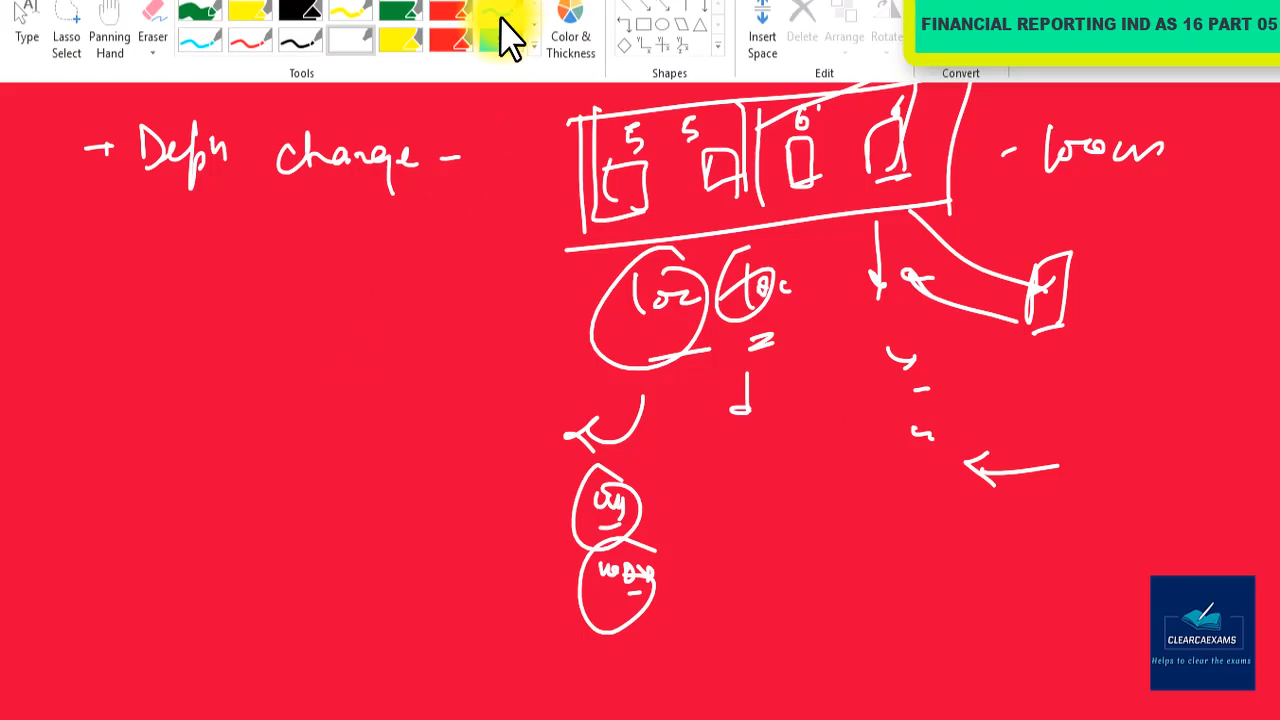 Type
Lasso Select
Panning Hand
Eraser
Color & Thickness
Insert Space
Delete
Arrange
Rotate
Tools
Shapes
Edit
Convert
FINANCIAL REPORTING IND AS 16 PART 05
→ Depn change -
5 5 6 6
CLEARCAEXAMS
Helps to clear the exams